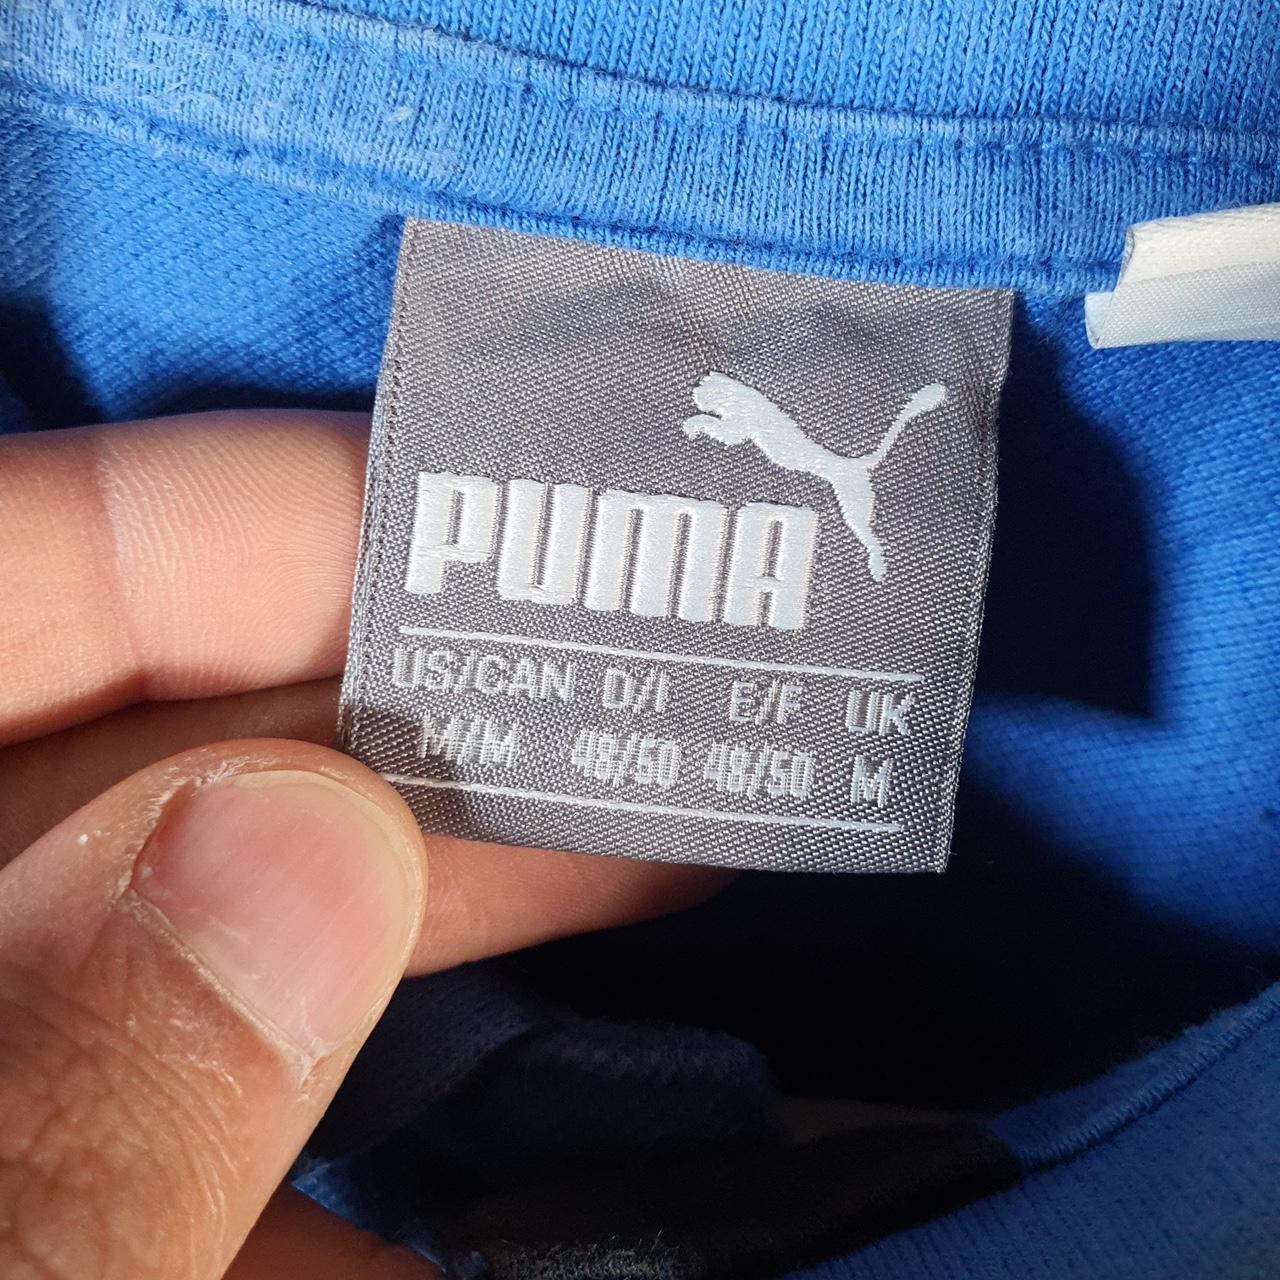 PUMA
US/CAN D/I E/F UK
M/M 48/50 48/50 M